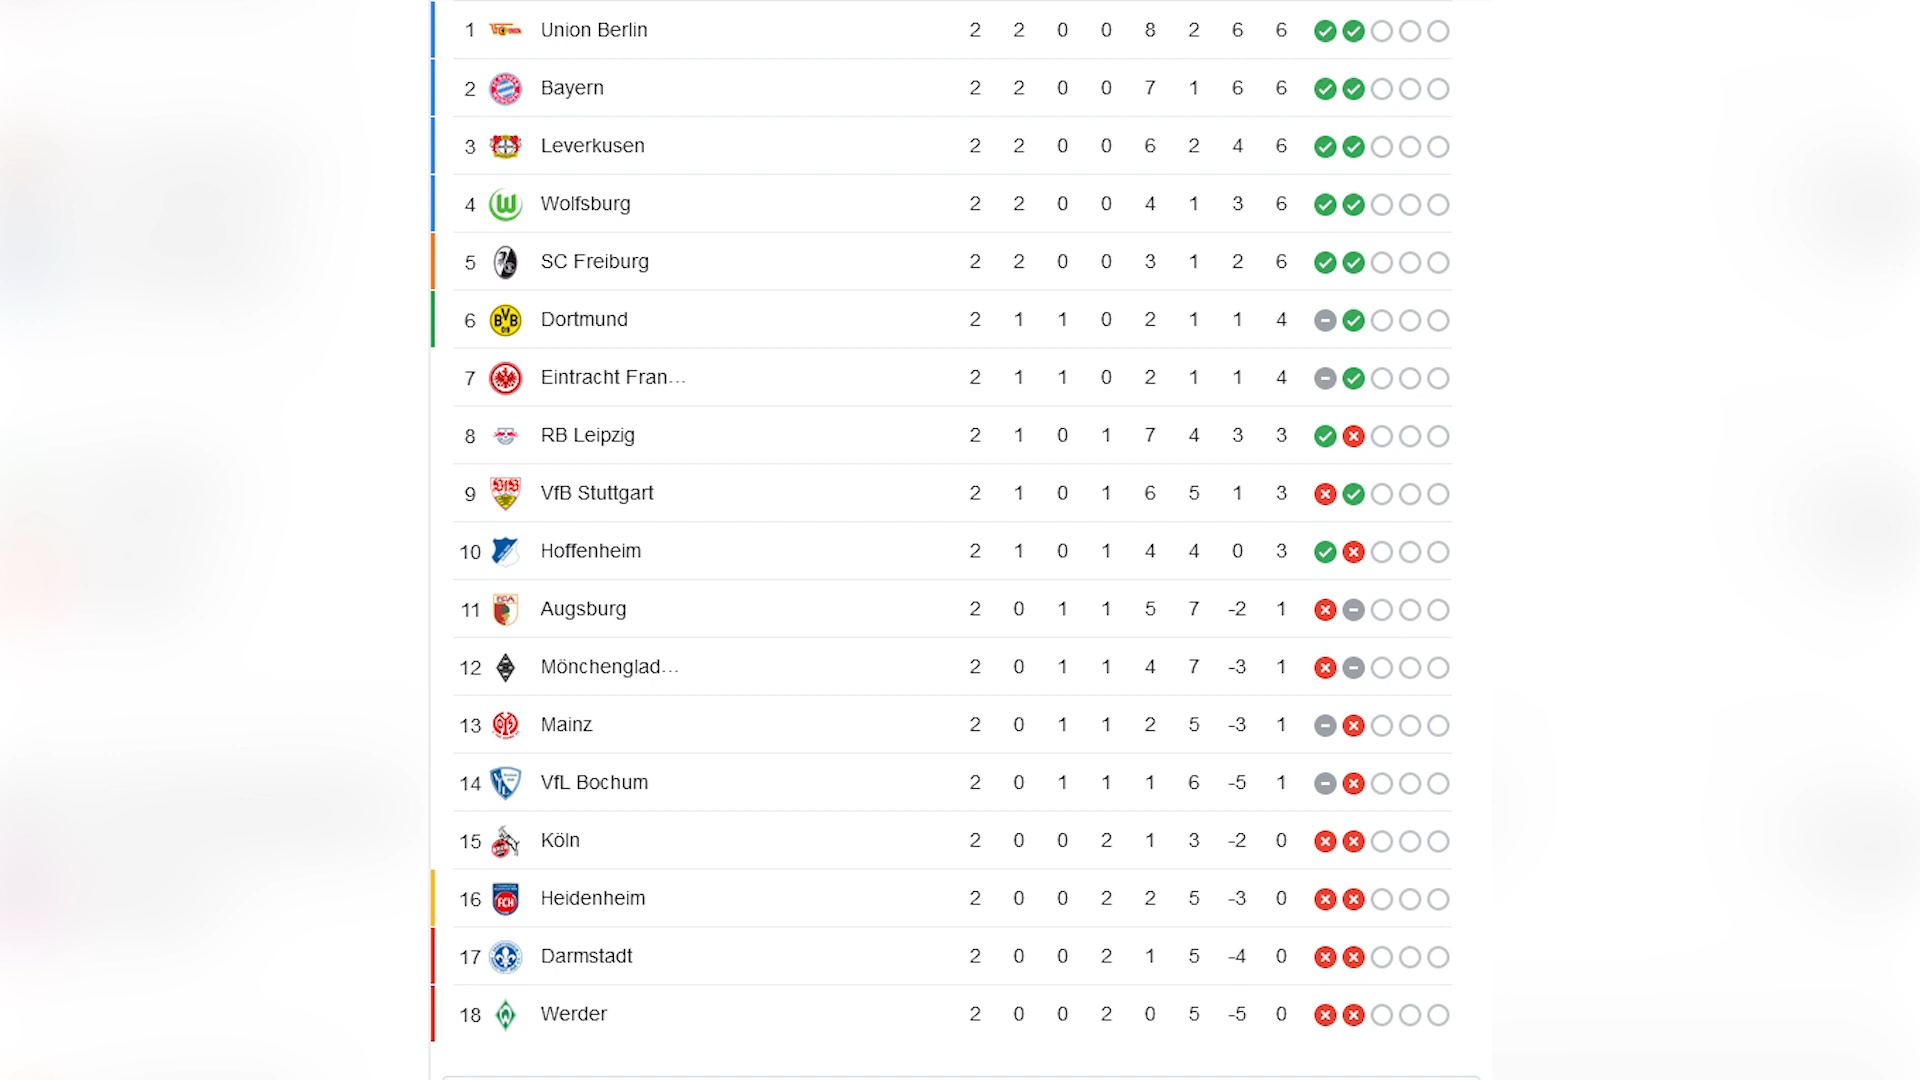 1 Union Berlin 2 2 0 0 8 2 6 6
2 Bayern 2 2 0 0 7 1 6 6
3 Leverkusen 2 2 0 0 6 2 4 6
4 Wolfsburg 2 2 0 0 4 1 3 6
5 SC Freiburg 2 2 0 0 3 1 2 6
6 BVB 09 Dortmund 2 1 1 0 2 1 1 4
7 Eintracht Fran... 2 1 1 0 2 1 1 4
8 RB Leipzig 2 1 0 1 7 4 3 3
9 VfB Stuttgart 2 1 0 1 6 5 1 3
10 Hoffenheim 2 1 0 1 4 4 0 3
11 FCA Augsburg 2 0 1 1 5 7 -2 1
12 Mönchenglad... 2 0 1 1 4 7 -3 1
13 Mainz 2 0 1 1 2 5 -3 1
14 VfL Bochum 2 0 1 1 1 6 -5 1
15 Köln 2 0 0 2 1 3 -2 0
16 FCH Heidenheim 2 0 0 2 2 5 -3 0
17 Darmstadt 2 0 0 2 1 5 -4 0
18 W Werder 2 0 0 2 0 5 -5 0